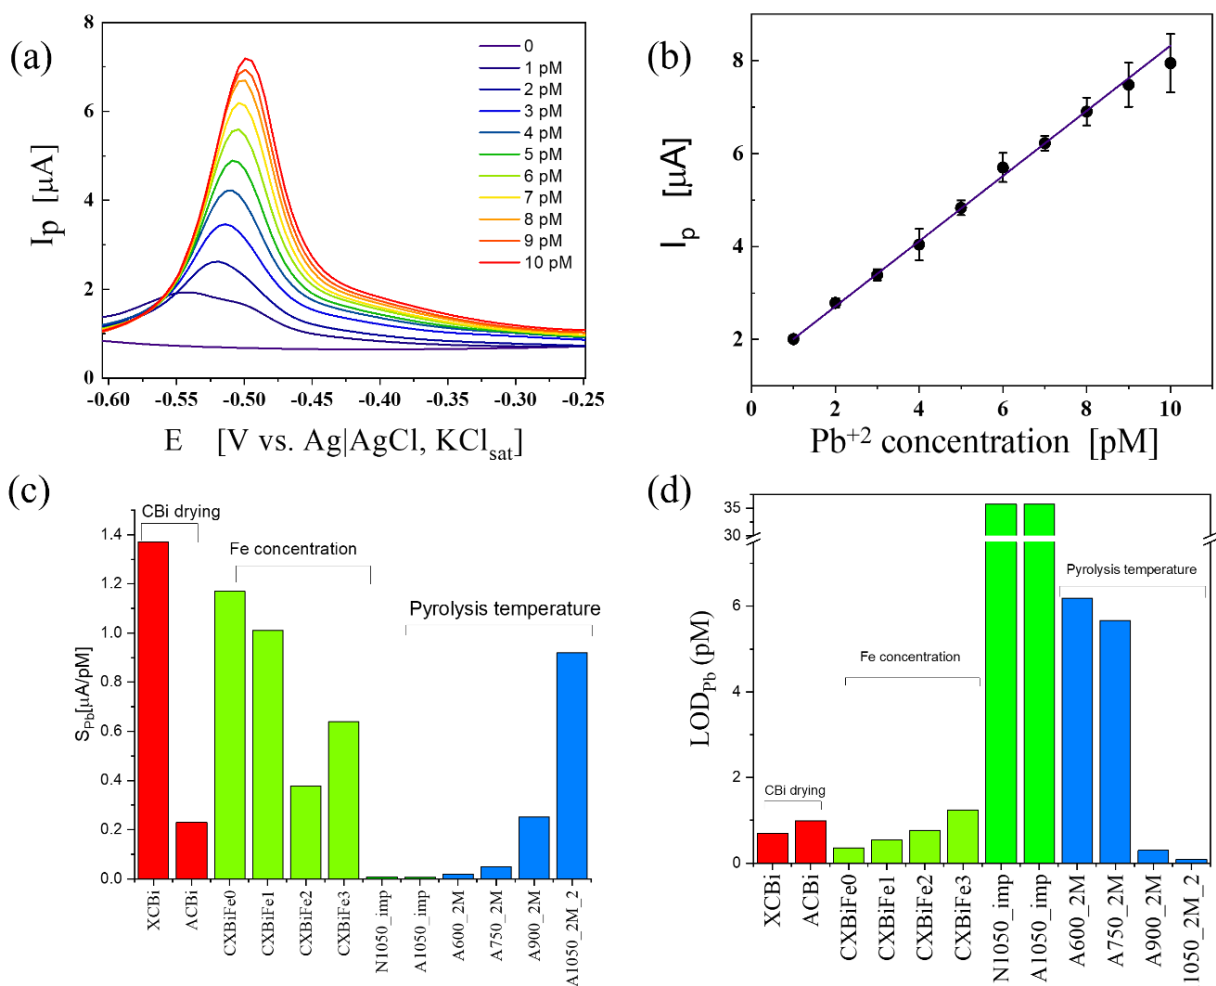 (a)
8
6
4
2
0
Ip [µA]
0
1 pM
2 pM
3 pM
4 pM
5 pM
6 pM
7 pM
8 pM
9 pM
10 pM
-0.60 -0.55 -0.50 -0.45 -0.40 -0.35 -0.30 -0.25
E [V vs. Ag|AgCl, KClsat]
(b)
8
6
4
2
Ip [µA]
0 2 4 6 8 10
Pb+2 concentration [pM]
(c)
CBi drying
Fe concentration
Pyrolysis temperature
1.4
1.2
1.0
0.8
0.6
0.4
0.2
0.0
SPb[µA/pM]
XCBi
ACBi
CXBiFe0
CXBiFe1
CXBiFe2
CXBiFe3
N1050_imp
A1050_imp
A600_2M
A750_2M
A900_2M
A1050_2M_2
(d)
35
30
6
4
2
0
LODPb (pM)
Pyrolysis temperature
Fe concentration
CBi drying
XCBi
ACBi
CXBiFe0
CXBiFe1
CXBiFe2
CXBiFe3
N1050_imp
A1050_imp
A600_2M
A750_2M
A900_2M
1050_2M_2